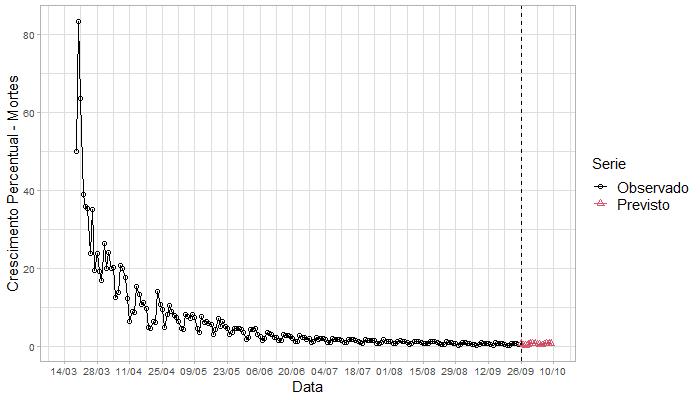 Crescimento Percentual - Mortes
80
60
40
20
0
14/03 28/03 11/04 25/04 09/05 23/05 06/06 20/06 04/07 18/07 01/08 15/08 29/08 12/09 26/09 10/10
Data
Serie
Observado
Previsto